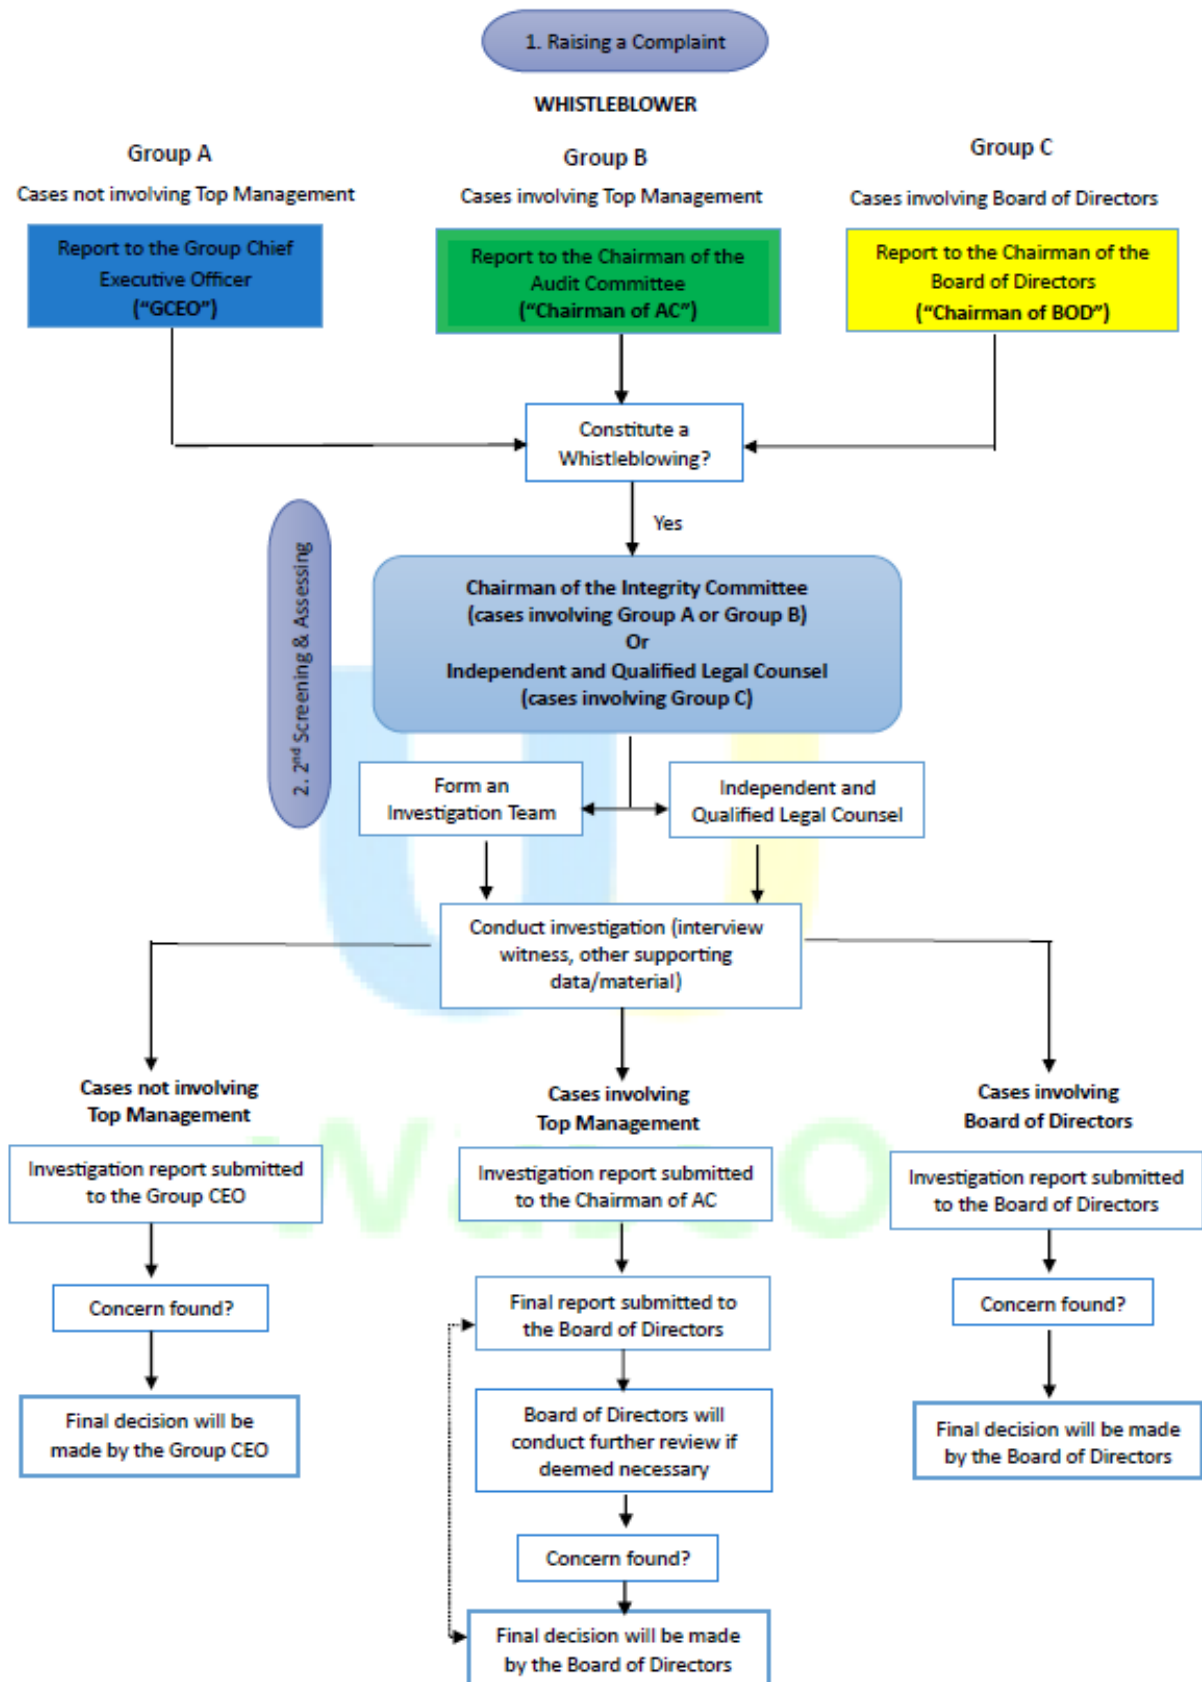 1. Raising a Complaint
WHISTLEBLOWER
Group A
Cases not involving Top Management
Report to the Group Chief
Executive Officer
("GCEO")
Group B
Cases involving Top Management
Report to the Chairman of the
Audit Committee
("Chairman of AC")
Group C
Cases involving Board of Directors
Report to the Chairman of the
Board of Directors
("Chairman of BOD")
Constitute a
Whistleblowing?
Yes
2. 2nd Screening & Assessing
Chairman of the Integrity Committee
(cases involving Group A or Group B)
Or
Independent and Qualified Legal Counsel
(cases involving Group C)
Form an
Investigation Team
Independent and
Qualified Legal Counsel
Conduct investigation (interview
witness, other supporting
data/material)
Cases not involving
Top Management
Investigation report submitted
to the Group CEO
Concern found?
Final decision will be
made by the Group CEO
Cases involving
Top Management
Investigation report submitted
to the Chairman of AC
Final report submitted to
the Board of Directors
Board of Directors will
conduct further review if
deemed necessary
Concern found?
Final decision will be made
by the Board of Directors
Cases involving
Board of Directors
Investigation report submitted
to the Board of Directors
Concern found?
Final decision will be made
by the Board of Directors